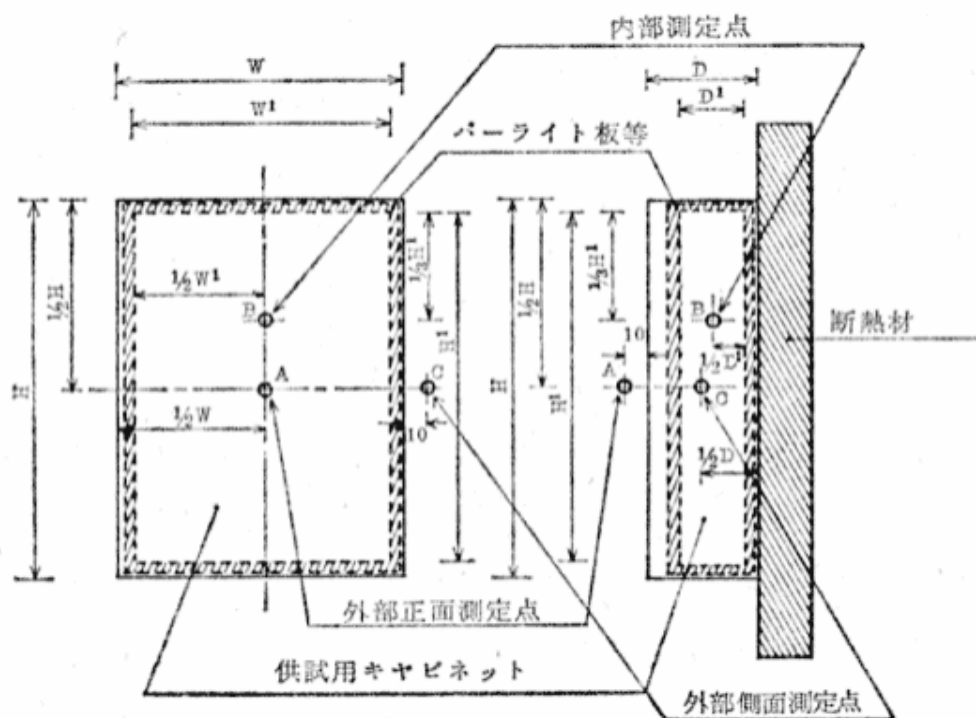 内部測定点
W
D
W¹
D¹
パーライト板等
½H
⅓H¹
½H
⅓H¹
½W¹
B
B
断熱材
H
H¹
10
½D¹
A
C
H
H¹
A
C
½W
10
½D
外部正面測定点
供試用キヤビネット
外部側面測定点